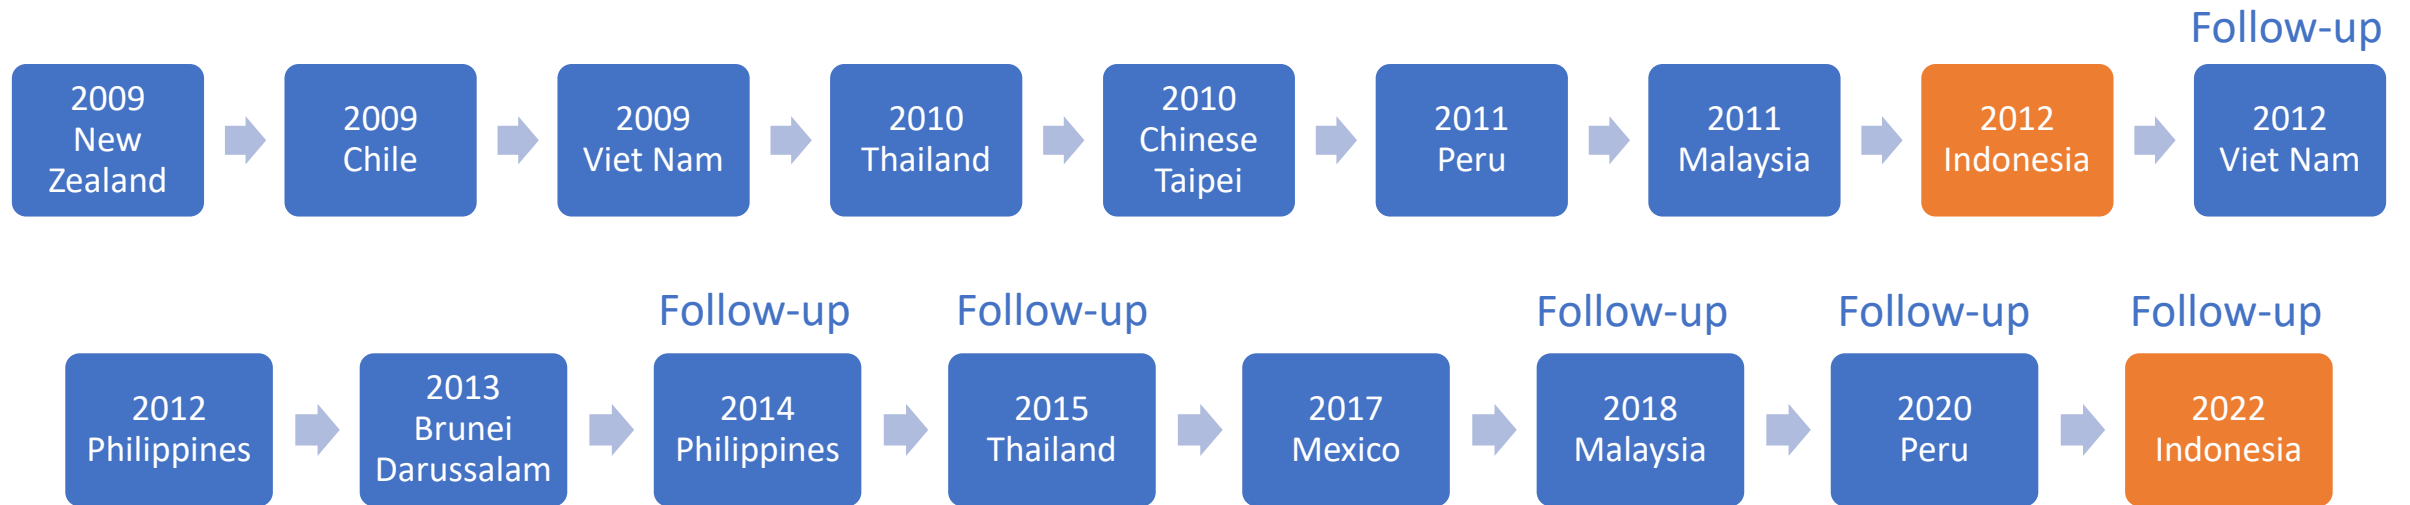 Follow-up
2009
New
Zealand
2009
Chile
2009
Viet Nam
2010
Thailand
2010
Chinese
Taipei
2011
Peru
2011
Malaysia
2012
Indonesia
2012
Viet Nam
Follow-up
Follow-up
Follow-up
Follow-up
Follow-up
2012
Philippines
2013
Brunei
Darussalam
2014
Philippines
2015
Thailand
2017
Mexico
2018
Malaysia
2020
Peru
2022
Indonesia